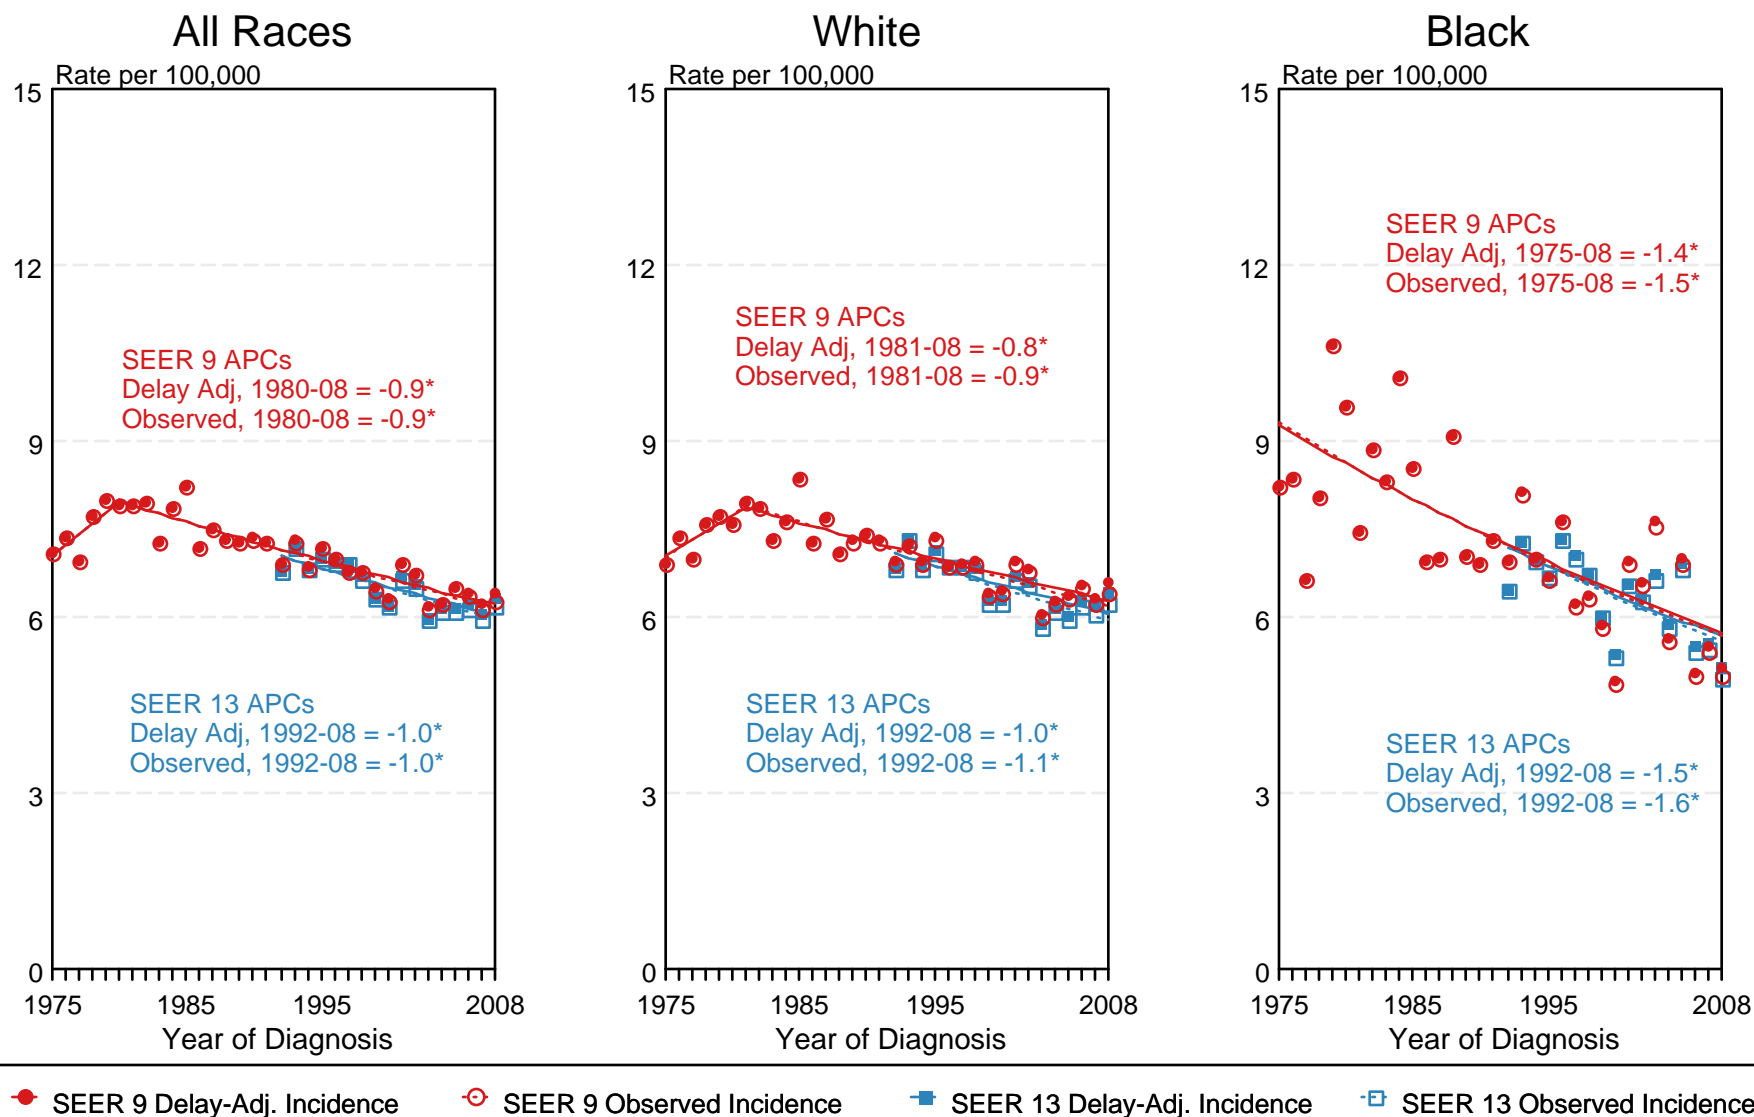 All Races
Rate per 100,000
15
12
9
6
3
0
SEER 9 APCs
Delay Adj, 1980-08 = -0.9*
Observed, 1980-08 = -0.9*
SEER 13 APCs
Delay Adj, 1992-08 = -1.0*
Observed, 1992-08 = -1.0*
1975 1985 1995 2008
Year of Diagnosis
White
Rate per 100,000
15
12
9
6
3
0
SEER 9 APCs
Delay Adj, 1981-08 = -0.8*
Observed, 1981-08 = -0.9*
SEER 13 APCs
Delay Adj, 1992-08 = -1.0*
Observed, 1992-08 = -1.1*
1975 1985 1995 2008
Year of Diagnosis
Black
Rate per 100,000
15
12
9
6
3
0
SEER 9 APCs
Delay Adj, 1975-08 = -1.4*
Observed, 1975-08 = -1.5*
SEER 13 APCs
Delay Adj, 1992-08 = -1.5*
Observed, 1992-08 = -1.6*
1975 1985 1995 2008
Year of Diagnosis
SEER 9 Delay-Adj. Incidence SEER 9 Observed Incidence SEER 13 Delay-Adj. Incidence SEER 13 Observed Incidence